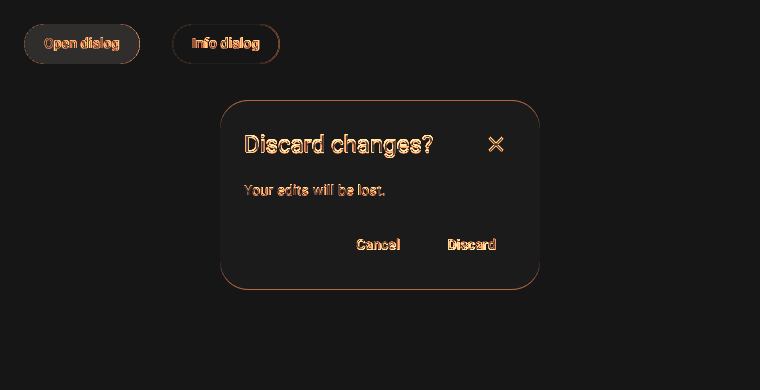 Open dialog
Info dialog
Discard changes?
Your edits will be lost.
Cancel
Discard